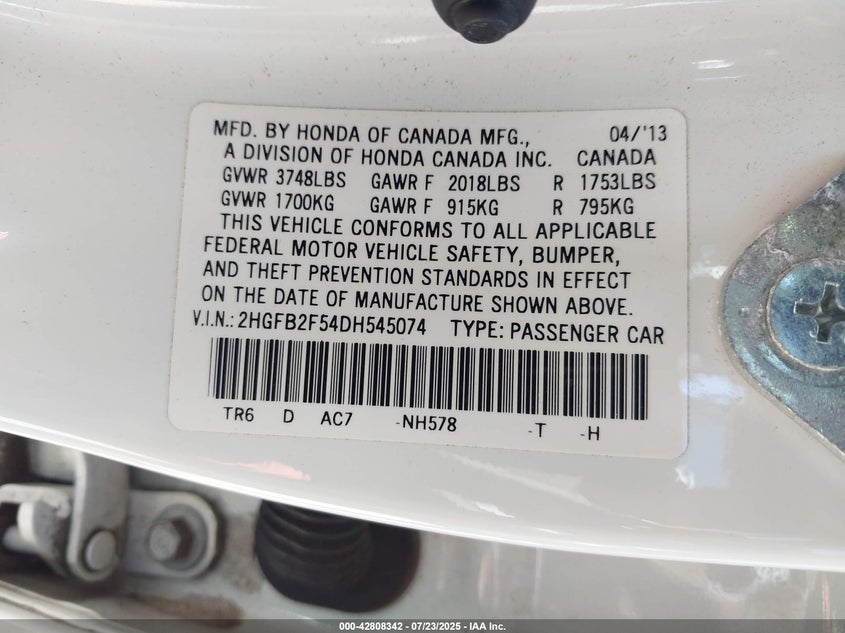 MFD. BY HONDA OF CANADA MFG., 04/'13
A DIVISION OF HONDA CANADA INC. CANADA
GVWR 3748LBS GAWR F 2018LBS R 1753LBS
GVWR 1700KG GAWR F 915KG R 795KG
THIS VEHICLE CONFORMS TO ALL APPLICABLE
FEDERAL MOTOR VEHICLE SAFETY, BUMPER,
AND THEFT PREVENTION STANDARDS IN EFFECT
ON THE DATE OF MANUFACTURE SHOWN ABOVE.
V.I.N.: 2HGFB2F54DH545074 TYPE: PASSENGER CAR
TR6 D AC7 -NH578 -T -H
000-42808342 - 07/23/2025 - IAA Inc.